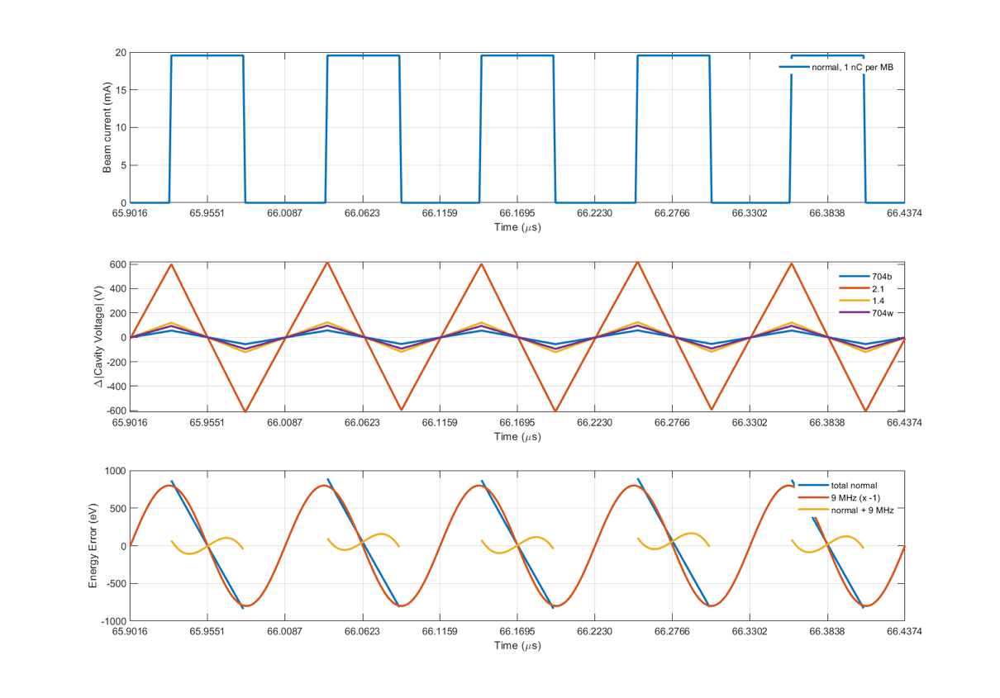 20
15
10
5
0
Beam current (mA)
normal, 1 nC per MB
65.9016 65.9551 66.0087 66.0623 66.1159 66.1695 66.2230 66.2766 66.3302 66.3838 66.4374
Time (μs)
600
400
200
0
-200
-400
-600
Δ|Cavity Voltage| (V)
704b
2.1
1.4
704w
65.9016 65.9551 66.0087 66.0623 66.1159 66.1695 66.2230 66.2766 66.3302 66.3838 66.4374
Time (μs)
1000
500
0
-500
-1000
Energy Error (eV)
total normal
9 MHz (x -1)
normal + 9 MHz
65.9016 65.9551 66.0087 66.0623 66.1159 66.1695 66.2230 66.2766 66.3302 66.3838 66.4374
Time (μs)